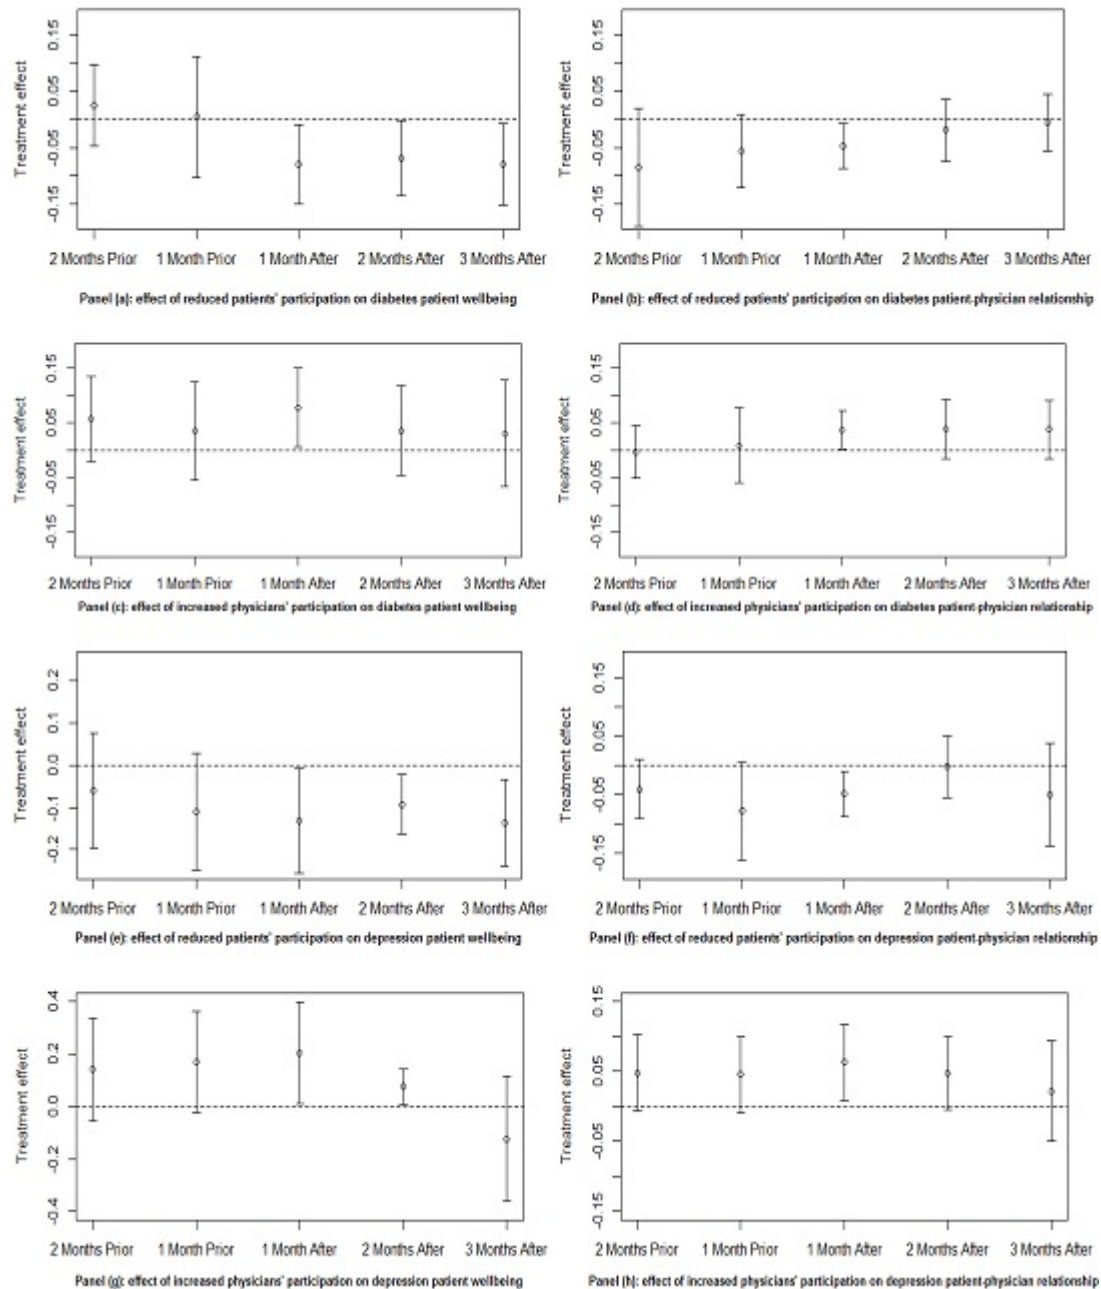 Treatment effect
0.15
0.05
-0.05
-0.15
2 Months Prior 1 Month Prior 1 Month After 2 Months After 3 Months After
Panel (a): effect of reduced patients' participation on diabetes patient wellbeing
Treatment effect
0.15
0.05
-0.05
-0.15
2 Months Prior 1 Month Prior 1 Month After 2 Months After 3 Months After
Panel (b): effect of reduced patients' participation on diabetes patient-physician relationship
Treatment effect
0.15
0.05
-0.05
-0.15
2 Months Prior 1 Month Prior 1 Month After 2 Months After 3 Months After
Panel (c): effect of increased physicians' participation on diabetes patient wellbeing
Treatment effect
0.15
0.05
-0.05
-0.15
2 Months Prior 1 Month Prior 1 Month After 2 Months After 3 Months After
Panel (d): effect of increased physicians' participation on diabetes patient-physician relationship
Treatment effect
0.2
0.1
0.0
-0.1
-0.2
2 Months Prior 1 Month Prior 1 Month After 2 Months After 3 Months After
Panel (e): effect of reduced patients' participation on depression patient wellbeing
Treatment effect
0.15
0.05
-0.05
-0.15
2 Months Prior 1 Month Prior 1 Month After 2 Months After 3 Months After
Panel (f): effect of reduced patients' participation on depression patient-physician relationship
Treatment effect
0.4
0.2
0.0
-0.2
-0.4
2 Months Prior 1 Month Prior 1 Month After 2 Months After 3 Months After
Panel (g): effect of increased physicians' participation on depression patient wellbeing
Treatment effect
0.15
0.05
-0.05
-0.15
2 Months Prior 1 Month Prior 1 Month After 2 Months After 3 Months After
Panel (h): effect of increased physicians' participation on depression patient-physician relationship